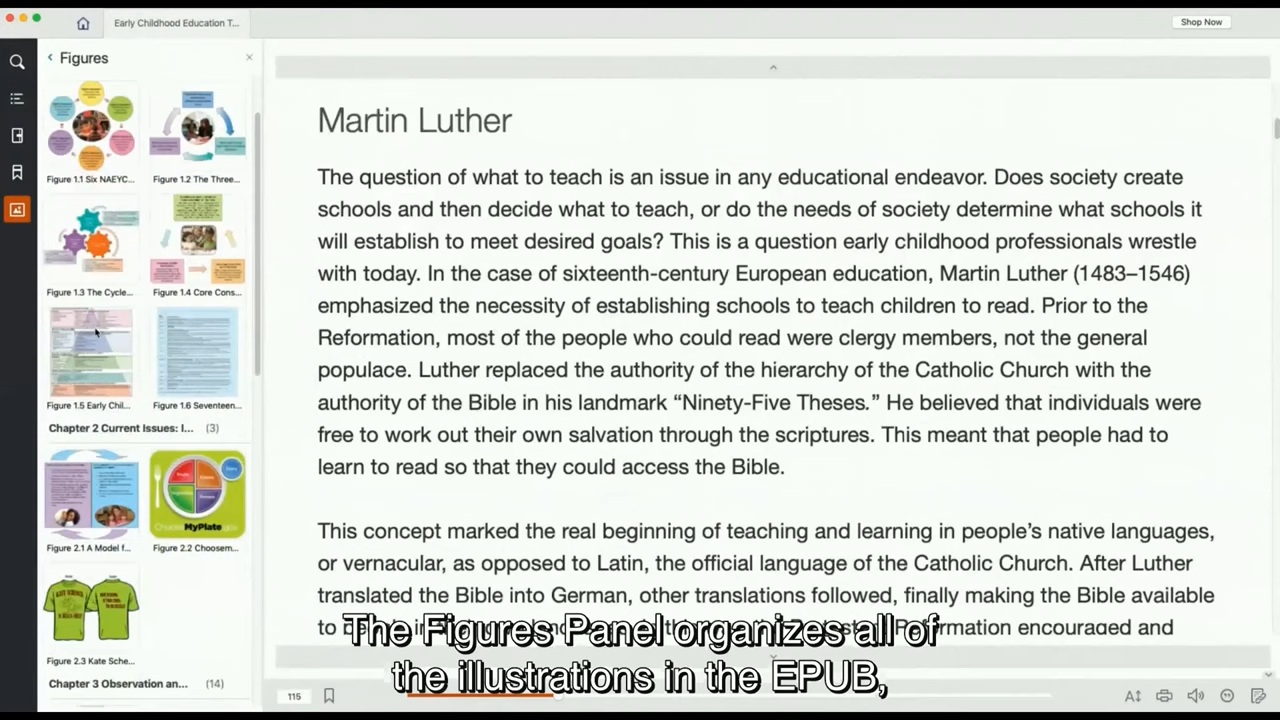 Early Childhood Education T...
Shop Now
Figures
Figure 1.1 Six NAEYC...
Figure 1.2 The Three...
Figure 1.3 The Cycle...
Figure 1.4 Core Cons...
Figure 1.5 Early Chil...
Figure 1.6 Seventeen...
Chapter 2 Current Issues: I... (3)
MyPlate
Figure 2.1 A Model f...
Figure 2.2 Choosem...
Figure 2.3 Kate Sche...
Chapter 3 Observation an... (14)
Martin Luther
The question of what to teach is an issue in any educational endeavor. Does society create
schools and then decide what to teach, or do the needs of society determine what schools it
will establish to meet desired goals? This is a question early childhood professionals wrestle
with today. In the case of sixteenth-century European education, Martin Luther (1483–1546)
emphasized the necessity of establishing schools to teach children to read. Prior to the
Reformation, most of the people who could read were clergy members, not the general
populace. Luther replaced the authority of the hierarchy of the Catholic Church with the
authority of the Bible in his landmark “Ninety-Five Theses.” He believed that individuals were
free to work out their own salvation through the scriptures. This meant that people had to
learn to read so that they could access the Bible.
This concept marked the real beginning of teaching and learning in people’s native languages,
or vernacular, as opposed to Latin, the official language of the Catholic Church. After Luther
translated the Bible into German, other translations followed, finally making the Bible available
encouraged and
The Figures Panel organizes all of
the illustrations in the EPUB,
115